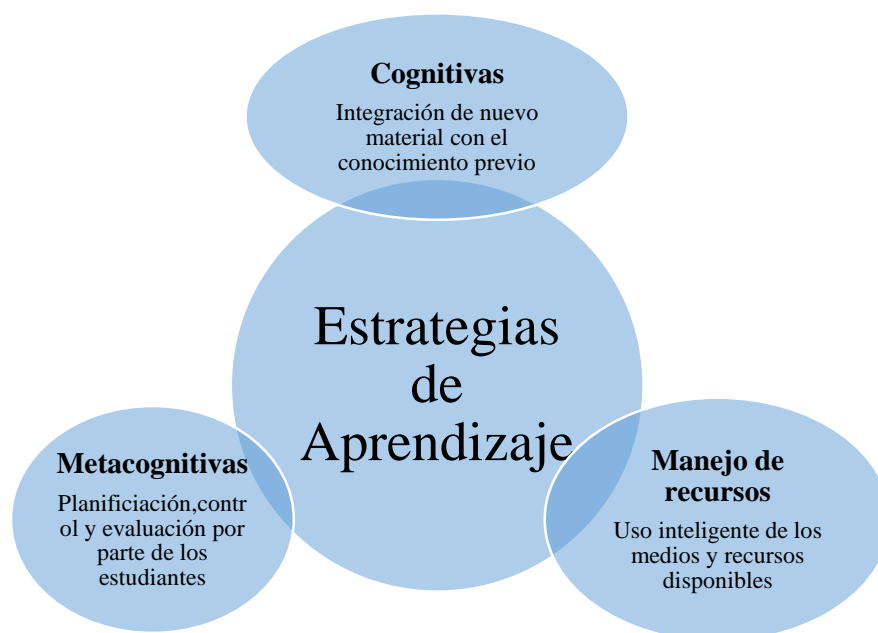 Cognitivas
Integración de nuevo
material con el
conocimiento previo
Estrategias
de
Aprendizaje
Metacognitivas
Planificiación,contr
ol y evaluación por
parte de los
estudiantes
Manejo de
recursos
Uso inteligente de los
medios y recursos
disponibles